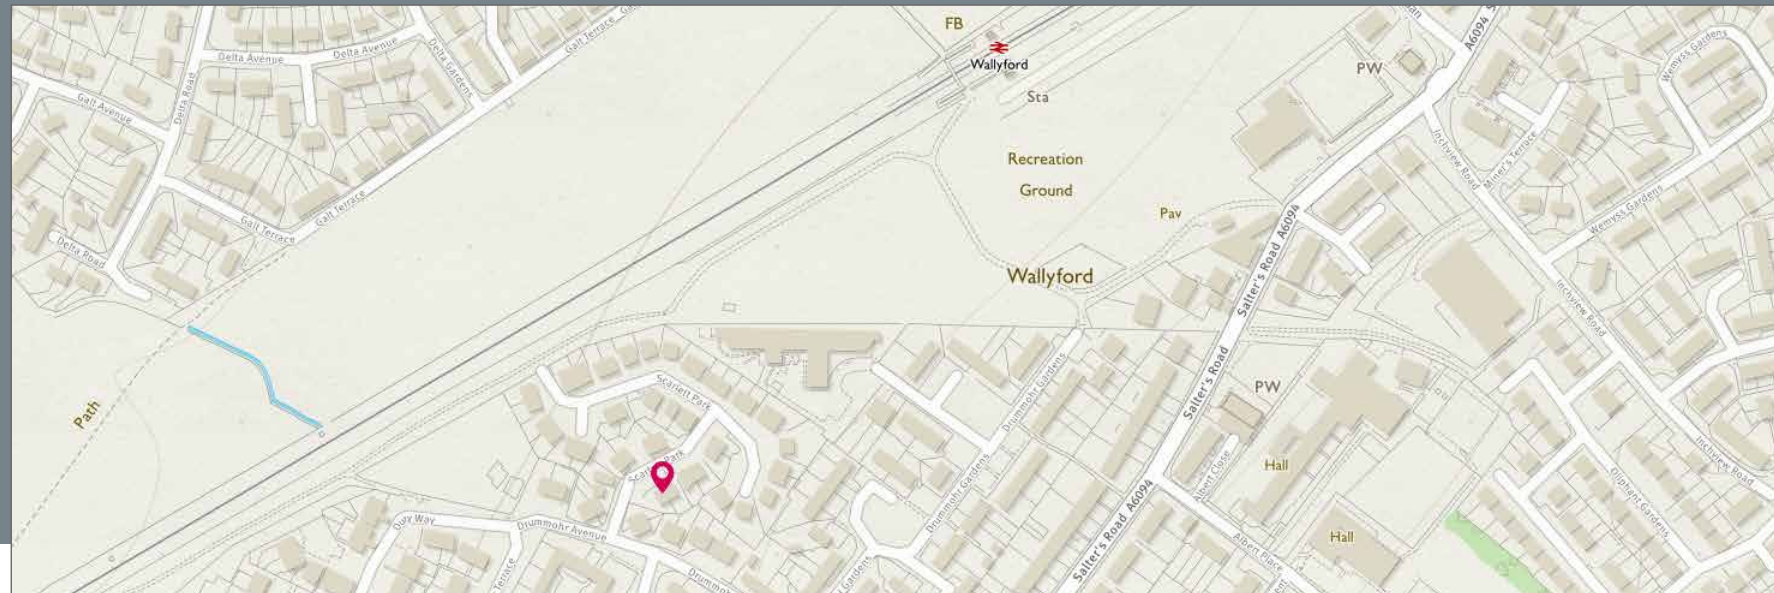 FB
Wallyford
Sta
PW
A6094
Delta Avenue
Delta Avenue
Delta Gardens
Galt Terrace
Delta Road
Galt Avenue
Wemyss Gardens
Miner's Terrace
Inchview Road
Recreation
Ground
Pav
Galt Terrace
Galt Terrace
Delta Road
Salter's Road A6094
Wemyss Gardens
Wallyford
Inchview Road
Path
Scarlett Park
Drummohr Gardens
Salter's Road
PW
Scarlett Park
Hall
Albert Close
Inchview Road
Oliphant Gardens
Drummohr Gardens
Salter's Road A6094
Drummohr Avenue
Hall
Albert Place
Gardens